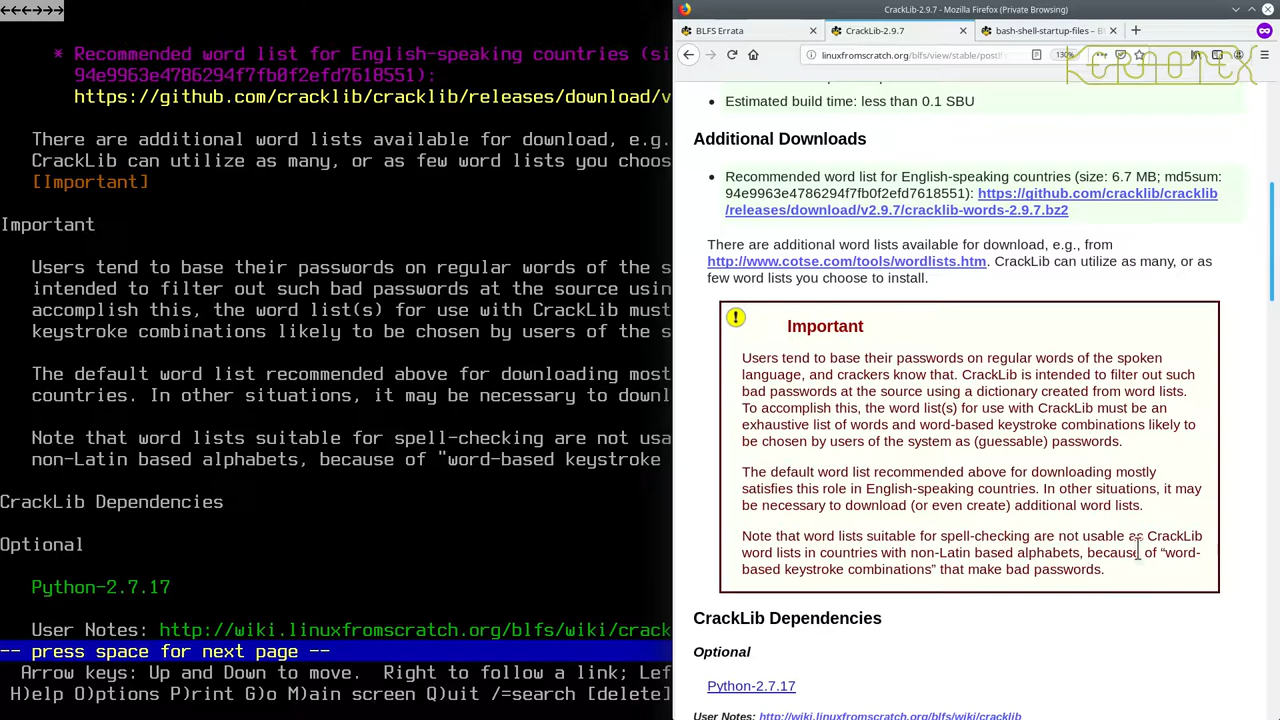 ←←←→→→
* Recommended word list for English-speaking countries (si
94e9963e4786294f7fb0f2efd7618551):
https://github.com/cracklib/cracklib/releases/download/v
There are additional word lists available for download, e.g.
CrackLib can utilize as many, or as few word lists you choos
[Important]
Important
Users tend to base their passwords on regular words of the s
intended to filter out such bad passwords at the source usin
accomplish this, the word list(s) for use with CrackLib must
keystroke combinations likely to be chosen by users of the s
The default word list recommended above for downloading most
countries. In other situations, it may be necessary to downl
Note that word lists suitable for spell-checking are not usa
non-Latin based alphabets, because of "word-based keystroke
CrackLib Dependencies
Optional
Python-2.7.17
User Notes: http://wiki.linuxfromscratch.org/blfs/wiki/crack
-- press space for next page --
Arrow keys: Up and Down to move.  Right to follow a link; Lef
H)elp O)ptions P)rint G)o M)ain screen Q)uit /=search [delete]
CrackLib-2.9.7 - Mozilla Firefox (Private Browsing)
BLFS Errata
CrackLib-2.9.7
bash-shell-startup-files – B
linuxfromscratch.org/blfs/view/stable/postlf
130%
Estimated build time: less than 0.1 SBU
Additional Downloads
Recommended word list for English-speaking countries (size: 6.7 MB; md5sum:
94e9963e4786294f7fb0f2efd7618551): https://github.com/cracklib/cracklib
/releases/download/v2.9.7/cracklib-words-2.9.7.bz2
There are additional word lists available for download, e.g., from
http://www.cotse.com/tools/wordlists.htm. CrackLib can utilize as many, or as
few word lists you choose to install.
Important
Users tend to base their passwords on regular words of the spoken
language, and crackers know that. CrackLib is intended to filter out such
bad passwords at the source using a dictionary created from word lists.
To accomplish this, the word list(s) for use with CrackLib must be an
exhaustive list of words and word-based keystroke combinations likely to
be chosen by users of the system as (guessable) passwords.
The default word list recommended above for downloading mostly
satisfies this role in English-speaking countries. In other situations, it may
be necessary to download (or even create) additional word lists.
Note that word lists suitable for spell-checking are not usable as CrackLib
word lists in countries with non-Latin based alphabets, because of “word-
based keystroke combinations” that make bad passwords.
CrackLib Dependencies
Optional
Python-2.7.17
User Notes: http://wiki.linuxfromscratch.org/blfs/wiki/cracklib